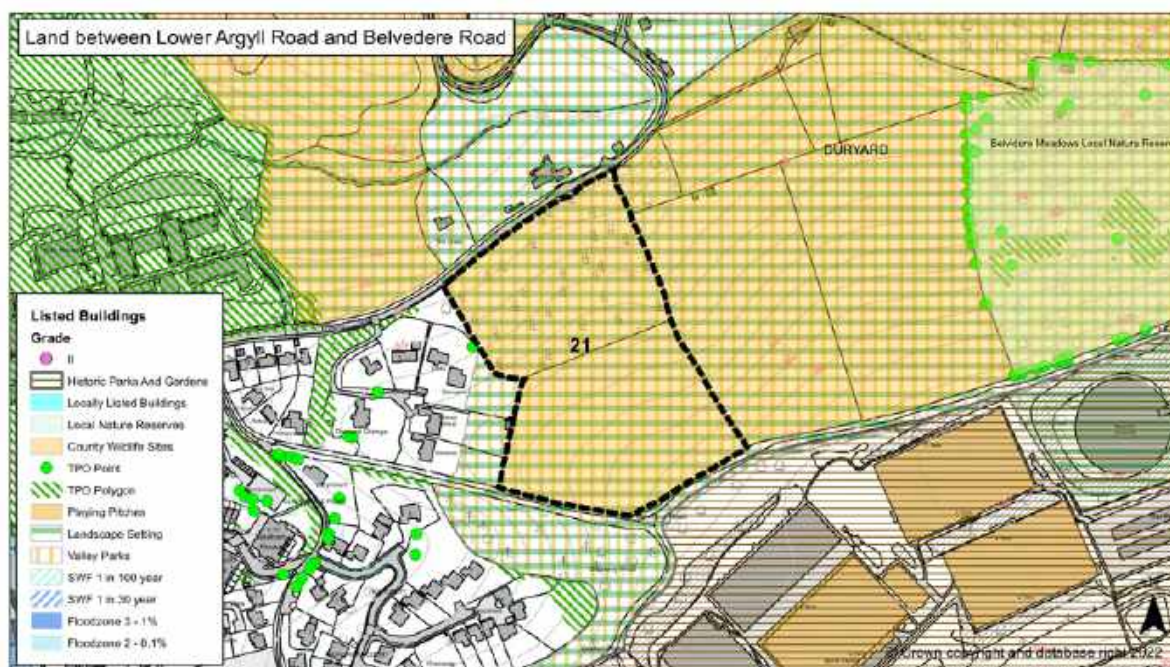 Land between Lower Argyll Road and Belvedere Road
DURYARD
Belvidere Meadows Local Nature Reserv
21
Listed Buildings
Grade
II
Historic Parks And Gardens
Locally Listed Buildings
Local Nature Reserves
County Wildlife Sites
TPO Point
TPO Polygon
Playing Pitches
Landscape Setting
Valley Parks
SWF 1 in 100 year
SWF 1 in 30 year
Floodzone 3 - 1%
Floodzone 2 - 0.1%
© Crown copyright and database right 2022